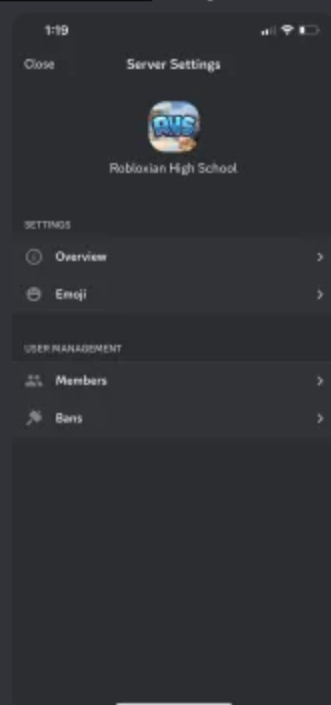 1:19
Close Server Settings
RHS
Robloxian High School
SETTINGS
Overview
Emoji
USER MANAGEMENT
Members
Bans